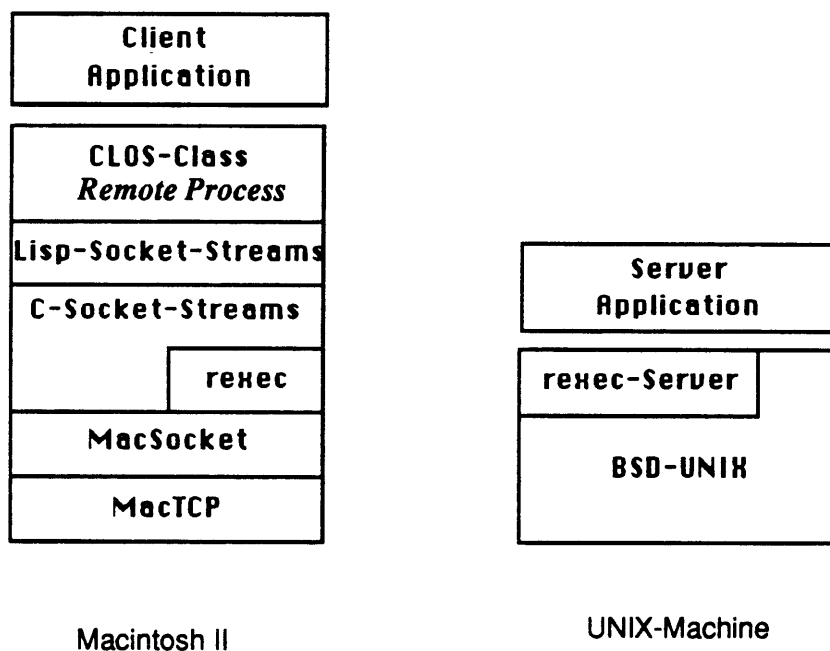 Client
Application
CLOS-Class
Remote Process
Lisp-Socket-Streams
C-Socket-Streams
rexec
MacSocket
MacTCP
Macintosh II
Server
Application
rexec-Server
BSD-UNIX
UNIX-Machine